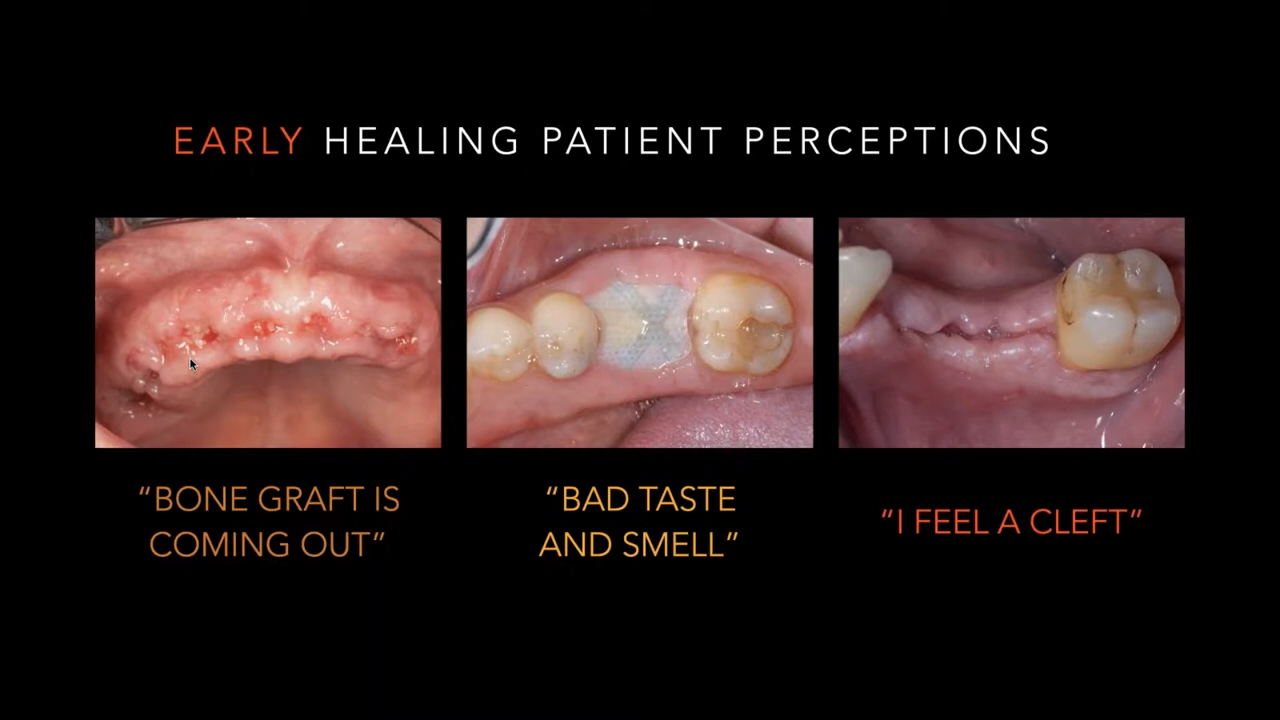 EARLY HEALING PATIENT PERCEPTIONS
“BONE GRAFT IS
COMING OUT”
“BAD TASTE
AND SMELL”
“I FEEL A CLEFT”